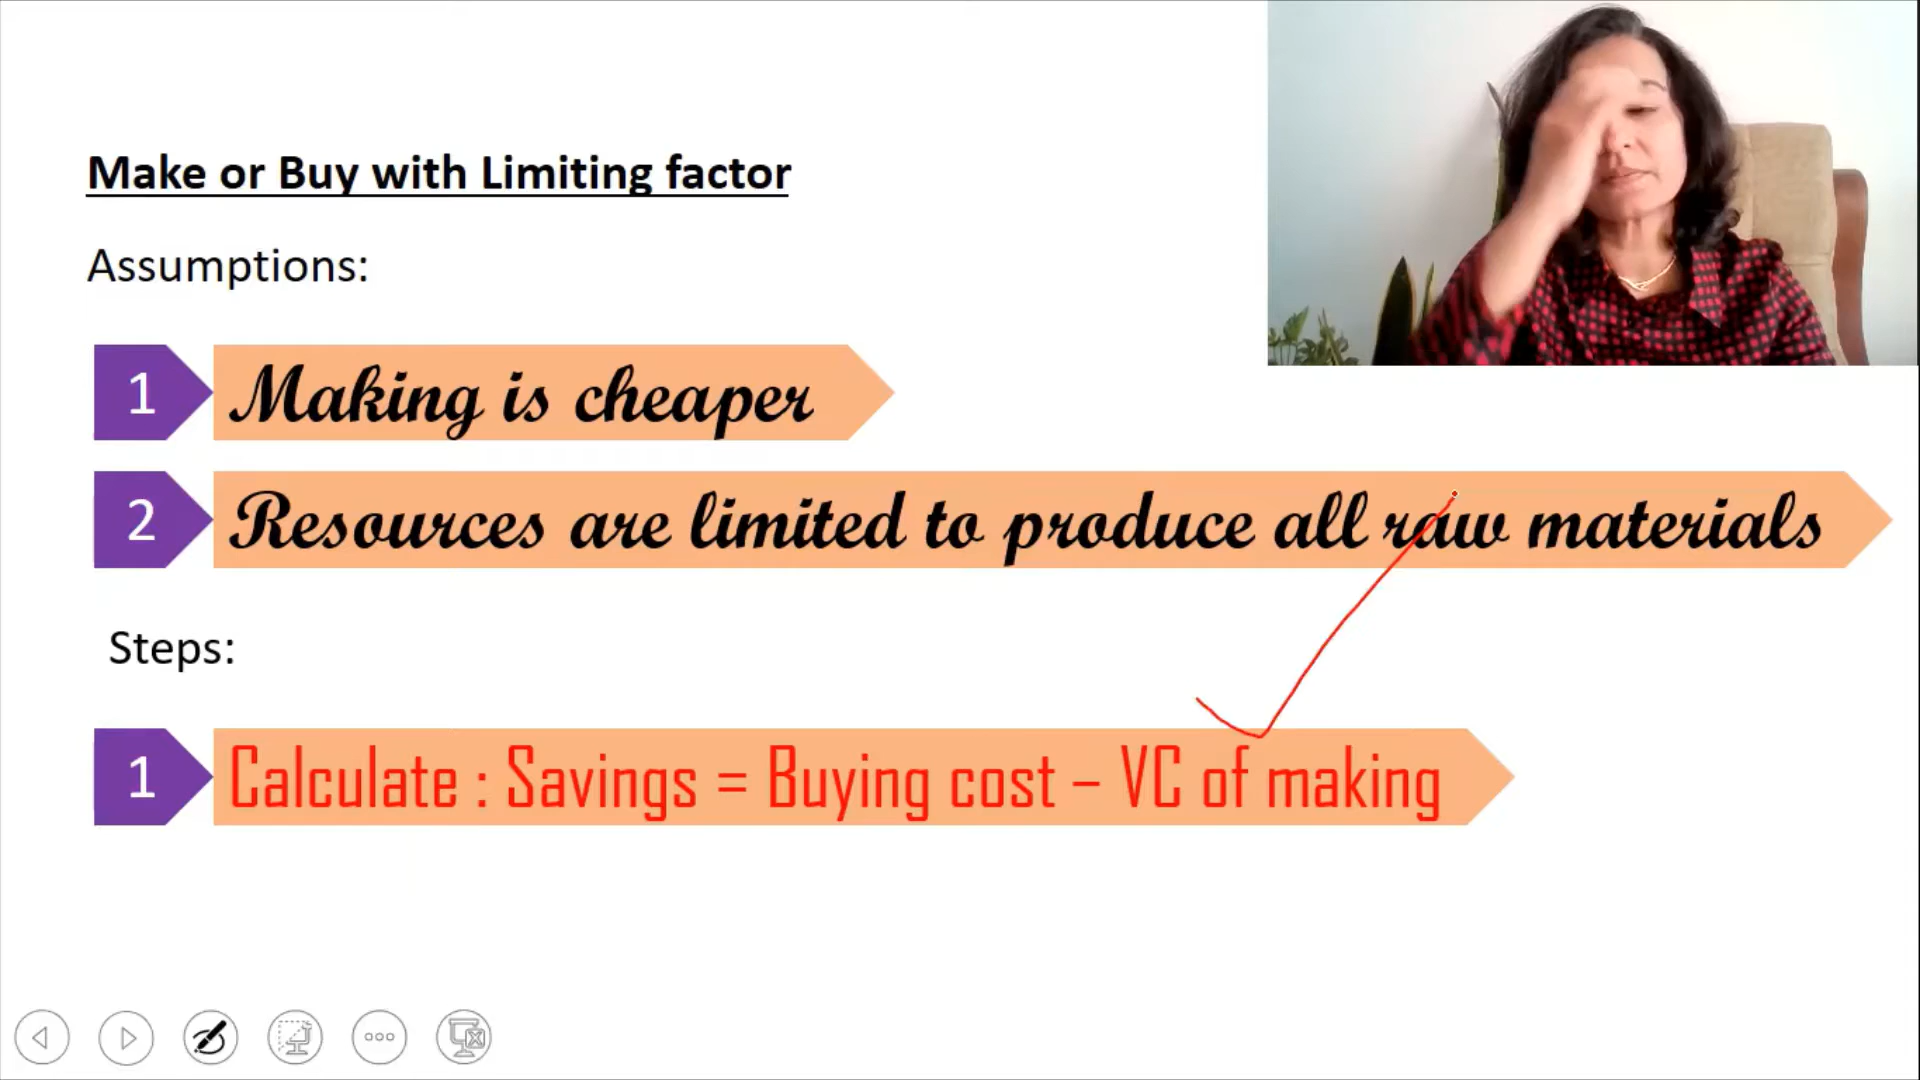 Make or Buy with Limiting factor
Assumptions:
1 Making is cheaper
2 Resources are limited to produce all raw materials
Steps:
1 Calculate : Savings = Buying cost – VC of making